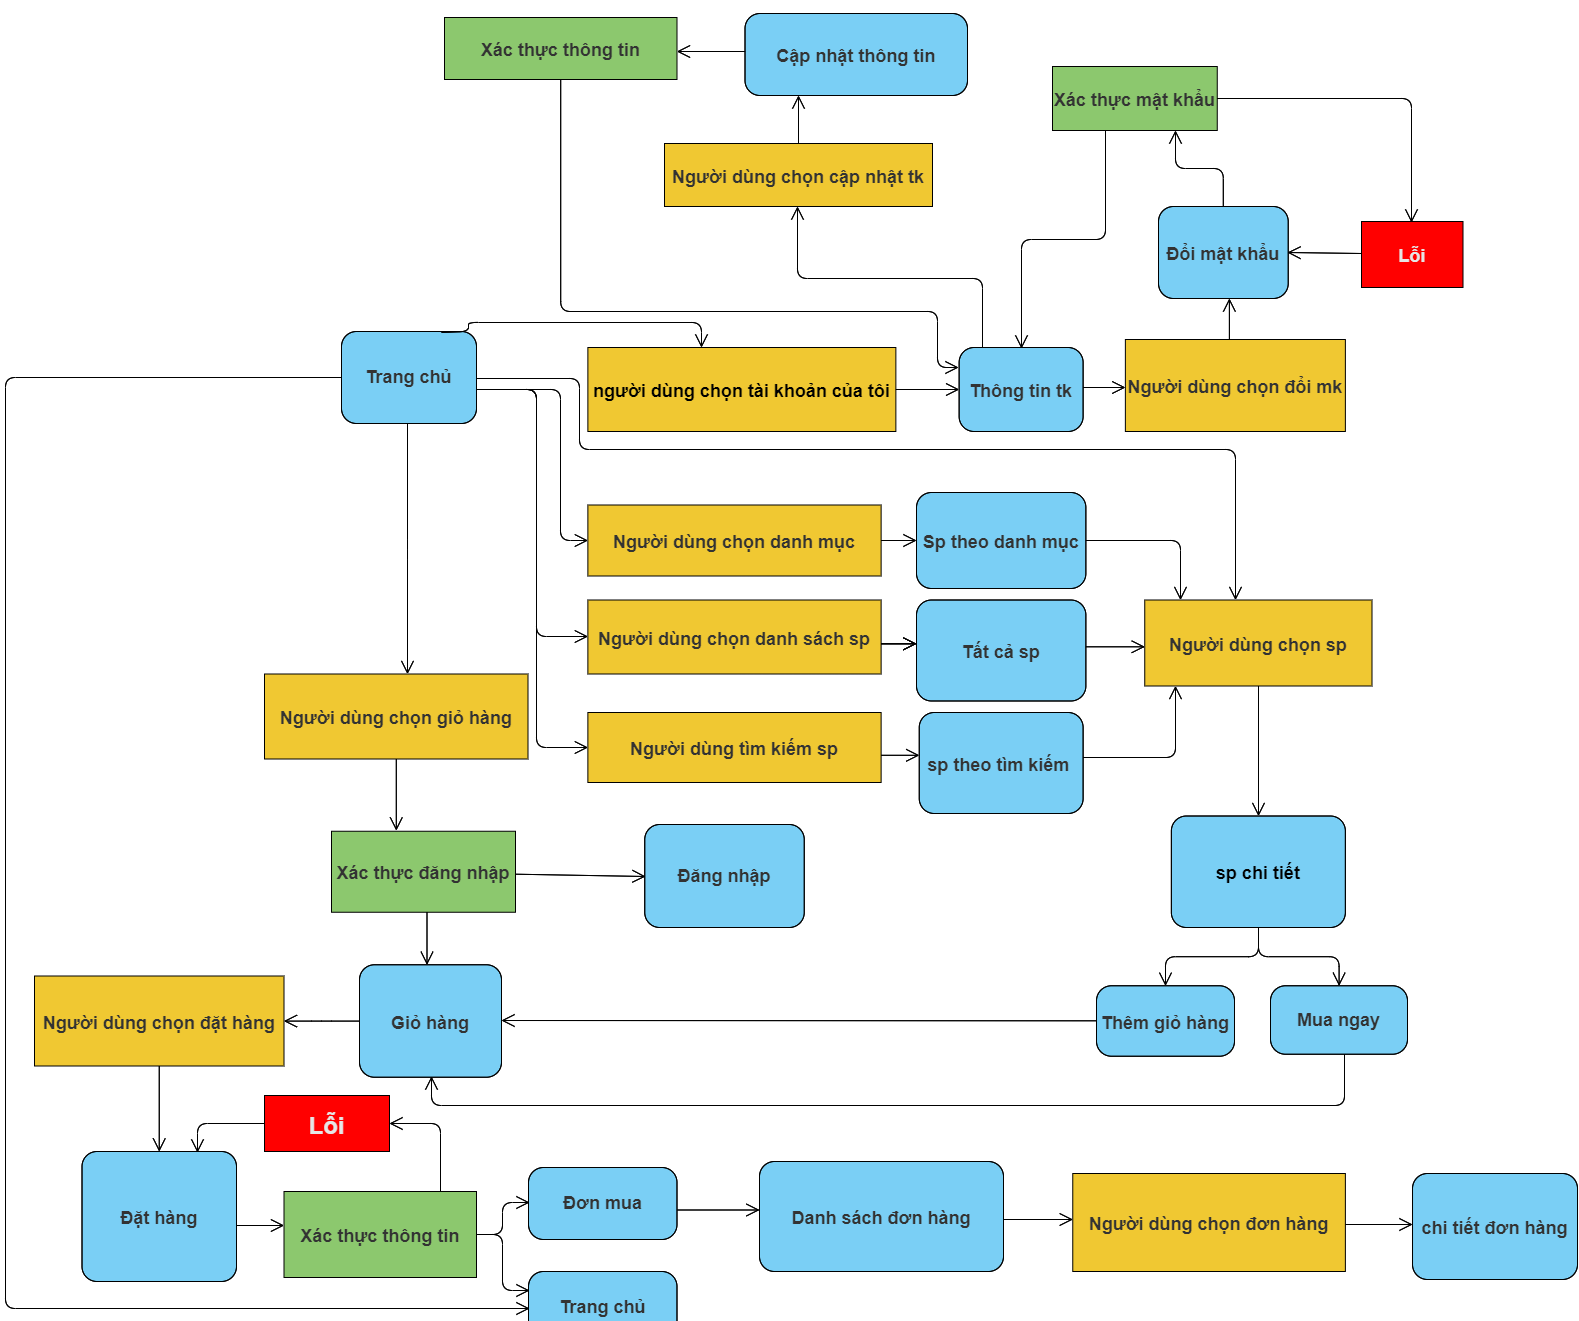 Xác thực thông tin
Cập nhật thông tin
Xác thực mật khẩu
Người dùng chọn cập nhật tk
Đổi mật khẩu
Lỗi
Trang chủ
người dùng chọn tài khoản của tôi
Thông tin tk
Người dùng chọn đổi mk
Người dùng chọn danh mục
Sp theo danh mục
Người dùng chọn danh sách sp
Tất cả sp
Người dùng chọn sp
Người dùng chọn giỏ hàng
Người dùng tìm kiếm sp
sp theo tìm kiếm
Xác thực đăng nhập
Đăng nhập
sp chi tiết
Người dùng chọn đặt hàng
Giỏ hàng
Thêm giỏ hàng
Mua ngay
Lỗi
Đặt hàng
Xác thực thông tin
Đơn mua
Danh sách đơn hàng
Người dùng chọn đơn hàng
chi tiết đơn hàng
Trang chủ